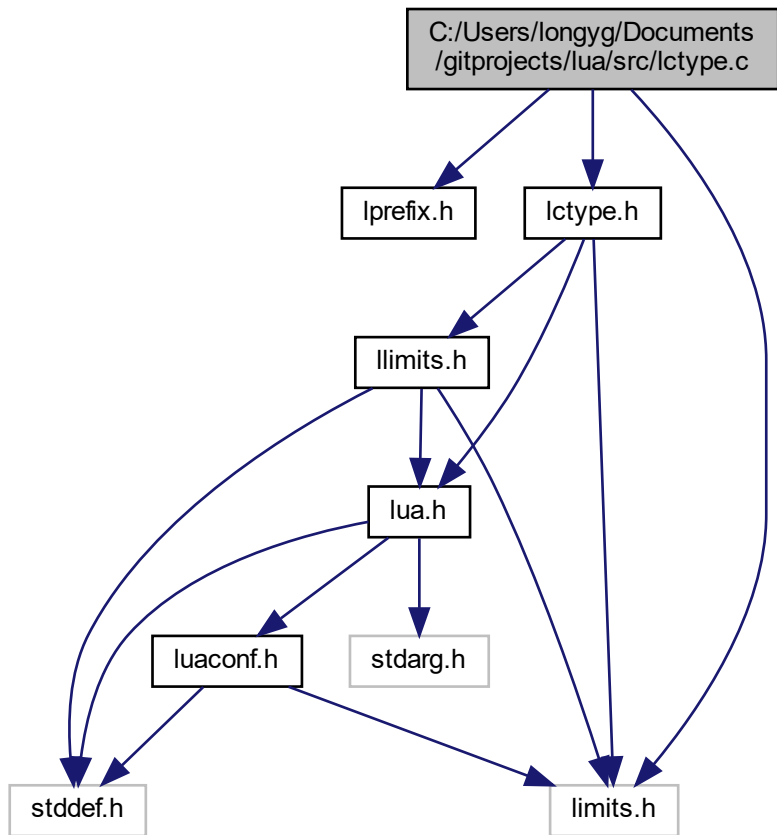 C:/Users/longyg/Documents
/gitprojects/lua/src/lctype.c
lprefix.h
lctype.h
llimits.h
lua.h
luaconf.h
stdarg.h
stddef.h
limits.h